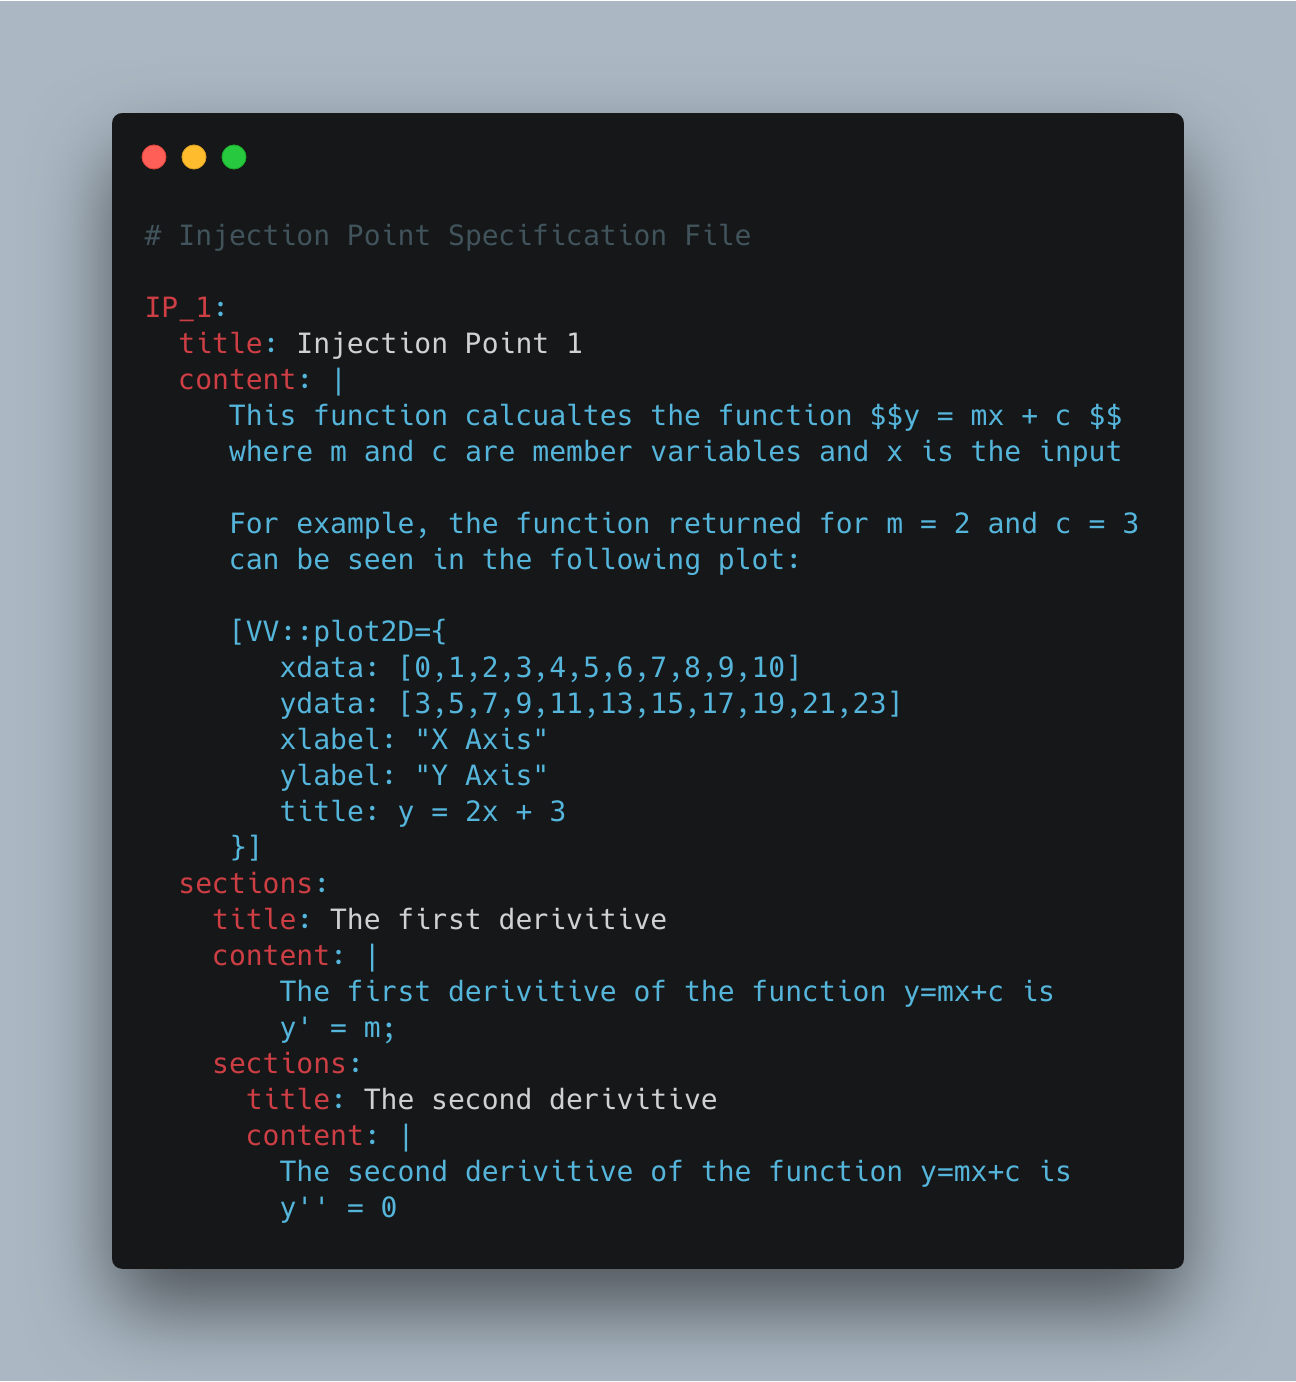 # Injection Point Specification File

IP_1:
  title: Injection Point 1
  content: |
     This function calcualtes the function $$y = mx + c $$
     where m and c are member variables and x is the input

     For example, the function returned for m = 2 and c = 3
     can be seen in the following plot:

     [VV::plot2D={
        xdata: [0,1,2,3,4,5,6,7,8,9,10]
        ydata: [3,5,7,9,11,13,15,17,19,21,23]
        xlabel: "X Axis"
        ylabel: "Y Axis"
        title: y = 2x + 3
     }]
  sections:
    title: The first derivitive
    content: |
        The first derivitive of the function y=mx+c is
        y' = m;
    sections:
      title: The second derivitive
      content: |
        The second derivitive of the function y=mx+c is
        y'' = 0